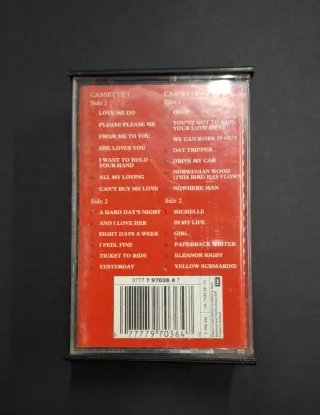 CASSETTE 1
Side 1
LOVE ME DO
PLEASE PLEASE ME
FROM ME TO YOU
SHE LOVES YOU
I WANT TO HOLD
YOUR HAND
ALL MY LOVING
CAN'T BUY ME LOVE
Side 2
A HARD DAY'S NIGHT
AND I LOVE HER
EIGHT DAYS A WEEK
I FEEL FINE
TICKET TO RIDE
YESTERDAY
Side 1
HELP
YOU'VE GOT TO HIDE
YOUR LOVE AWAY
WE CAN WORK IT OUT
DAY TRIPPER
DRIVE MY CAR
NORWEGIAN WOOD
(THIS BIRD HAS FLOWN
NOWHERE MAN
Side 2
MICHELLE
IN MY LIFE
GIRL
PAPERBACK WRITER
ELEANOR RIGBY
YELLOW SUBMARINE
0777 7 97036 4 7
77779 70364